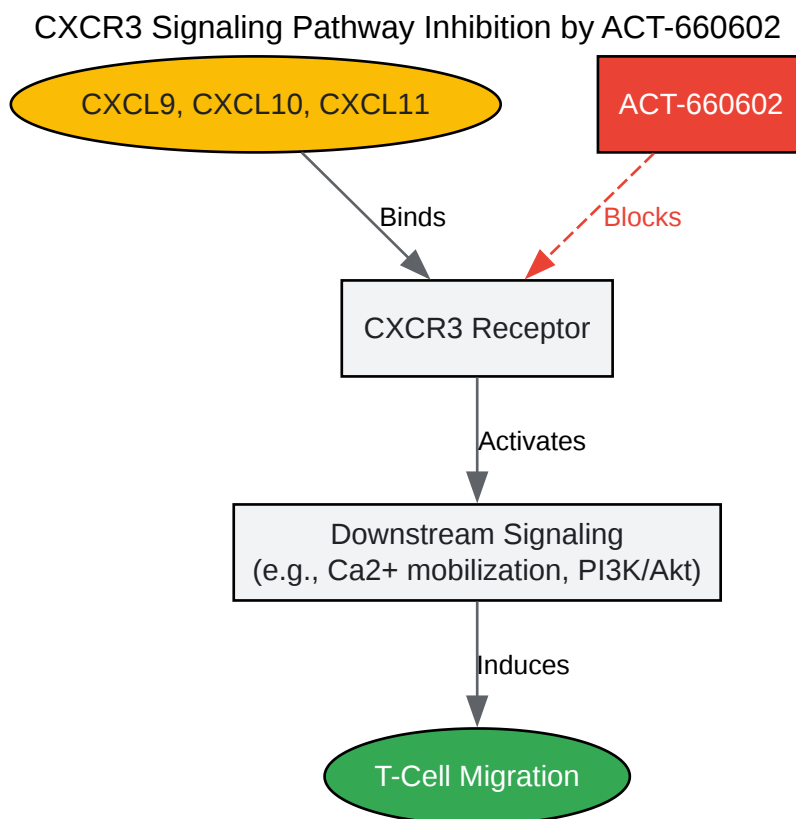 CXCR3 Signaling Pathway Inhibition by ACT-660602
CXCL9, CXCL10, CXCL11
ACT-660602
Binds
Blocks
CXCR3 Receptor
Activates
Downstream Signaling
(e.g., Ca2+ mobilization, PI3K/Akt)
Induces
T-Cell Migration